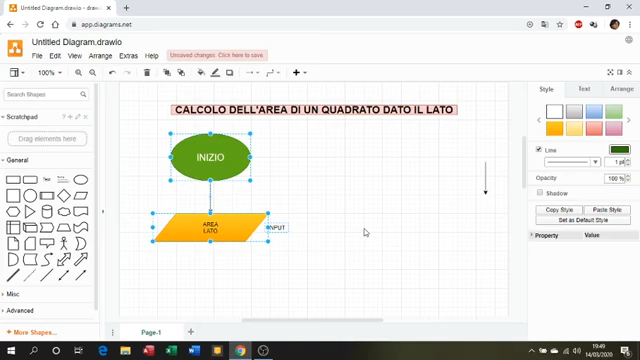 Untitled Diagram.drawio - draw.io
app.diagrams.net
Untitled Diagram.drawio
File Edit View Arrange Extras Help
Unsaved changes. Click here to save.
100%
Search Shapes
Scratchpad
Drag elements here
General
Text
Misc
Advanced
+ More Shapes...
CALCOLO DELL'AREA DI UN QUADRATO DATO IL LATO
INIZIO
AREA
LATO
INPUT
Page-1
Style Text Arrange
Line
1 pt
Opacity 100 %
Shadow
Copy Style Paste Style
Set as Default Style
Property Value
19:49
14/03/2020